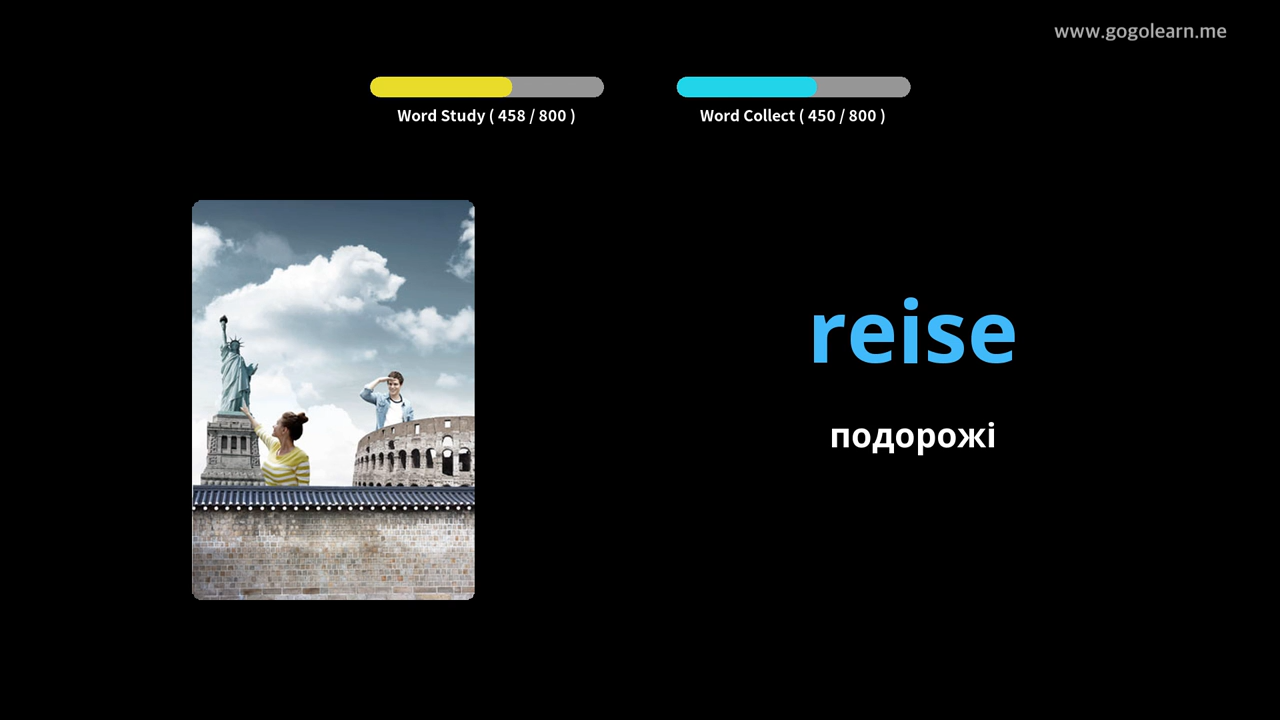 www.gogolearn.me
Word Study ( 458 / 800 )
Word Collect ( 450 / 800 )
reise
подорожі